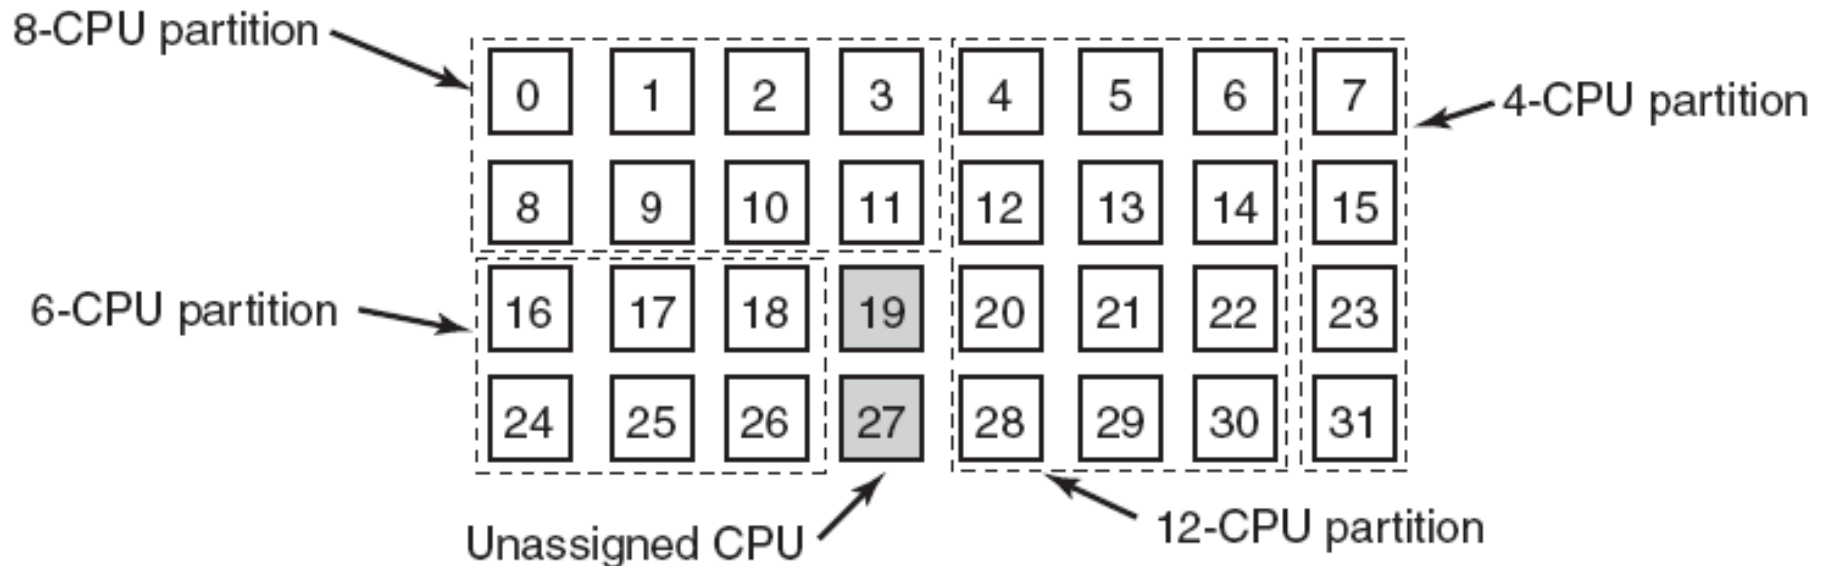 8-CPU partition
0 1 2 3 4 5 6 7
4-CPU partition
8 9 10 11 12 13 14 15
6-CPU partition
16 17 18 19 20 21 22 23
24 25 26 27 28 29 30 31
Unassigned CPU
12-CPU partition